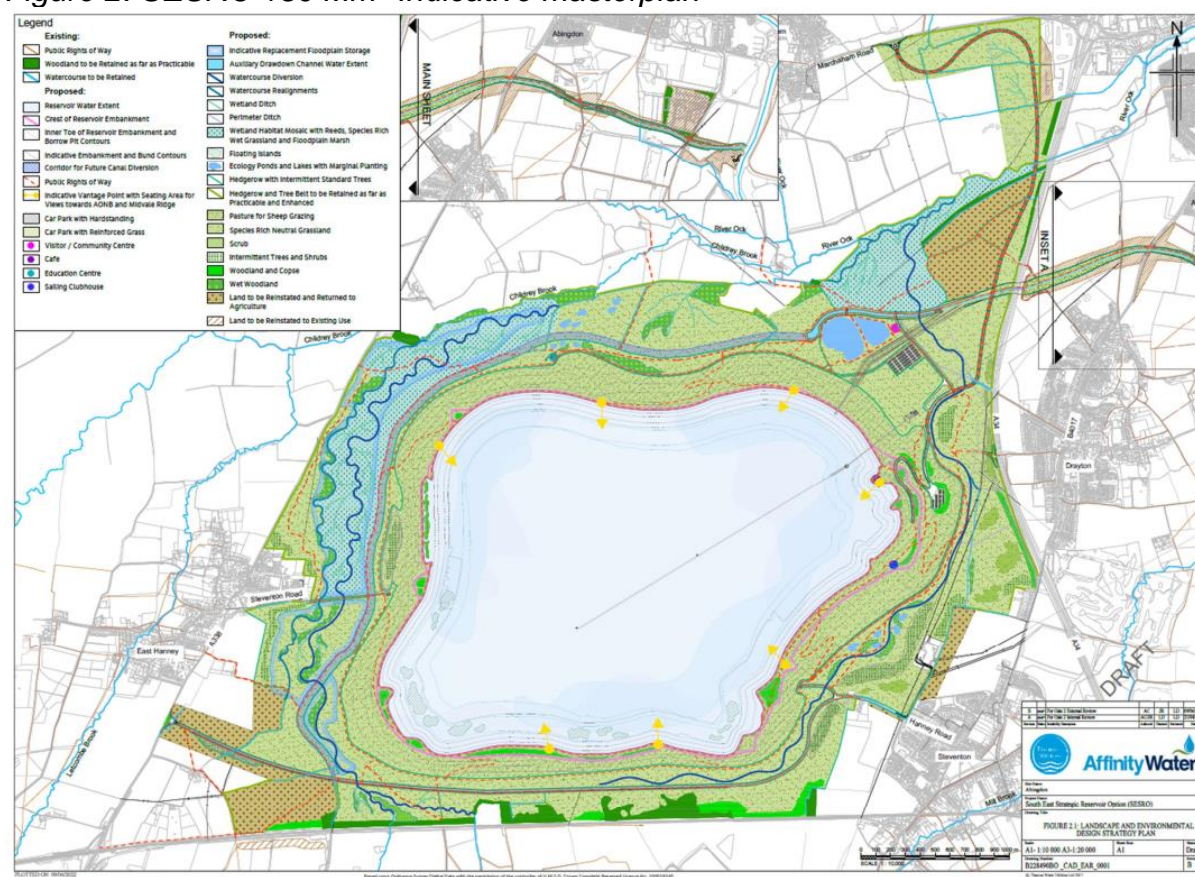 Legend
Existing:
Public Rights of Way
Woodland to be Retained as far as Practicable
Watercourse to be Retained
Proposed:
Reservoir Water Extent
Crest of Reservoir Embankment
Inner Toe of Reservoir Embankment and
Borrow Pit Contours
Indicative Embankment and Bund Contours
Corridor for Future Canal Diversion
Public Rights of Way
Indicative Vantage Point with Seating Area for
Views towards AONB and Midvale Ridge
Car Park with Hardstanding
Car Park with Reinforced Grass
Visitor / Community Centre
Cafe
Education Centre
Sailing Clubhouse
Proposed:
Indicative Replacement Floodplain Storage
Auxiliary Drawdown Channel Water Extent
Watercourse Diversion
Watercourse Realignments
Wetland Ditch
Perimeter Ditch
Wetland Habitat Mosaic with Reeds, Species Rich
Wet Grassland and Floodplain Marsh
Floating Islands
Ecology Ponds and Lakes with Marginal Planting
Hedgerow with Intermittent Standard Trees
Hedgerow and Tree Belt to be Retained as far as
Practicable and Enhanced
Pasture for Sheep Grazing
Species Rich Neutral Grassland
Scrub
Intermittent Trees and Shrubs
Woodland and Copse
Wet Woodland
Land to be Reinstated and Returned to
Agriculture
Land to be Reinstated to Existing Use
MAIN SHEET
Abingdon
Marcham Road
N
River Ock
INSET A
River Ock
Childrey Brook
River Ock
Childrey Brook
Childrey Brook
A34
B4017
Drayton
Steventon Road
East Hanney
A338
A34
DRAFT
Letcombe Brook
Hanney Road
Steventon
Mill Brook
Affinity Water
Abingdon
South East Strategic Reservoir Option (SESRO)
FIGURE 2.1: LANDSCAPE AND ENVIRONMENTAL
DESIGN STRATEGY PLAN
A1- 1:10 000 A3-1:20 000
A1
B